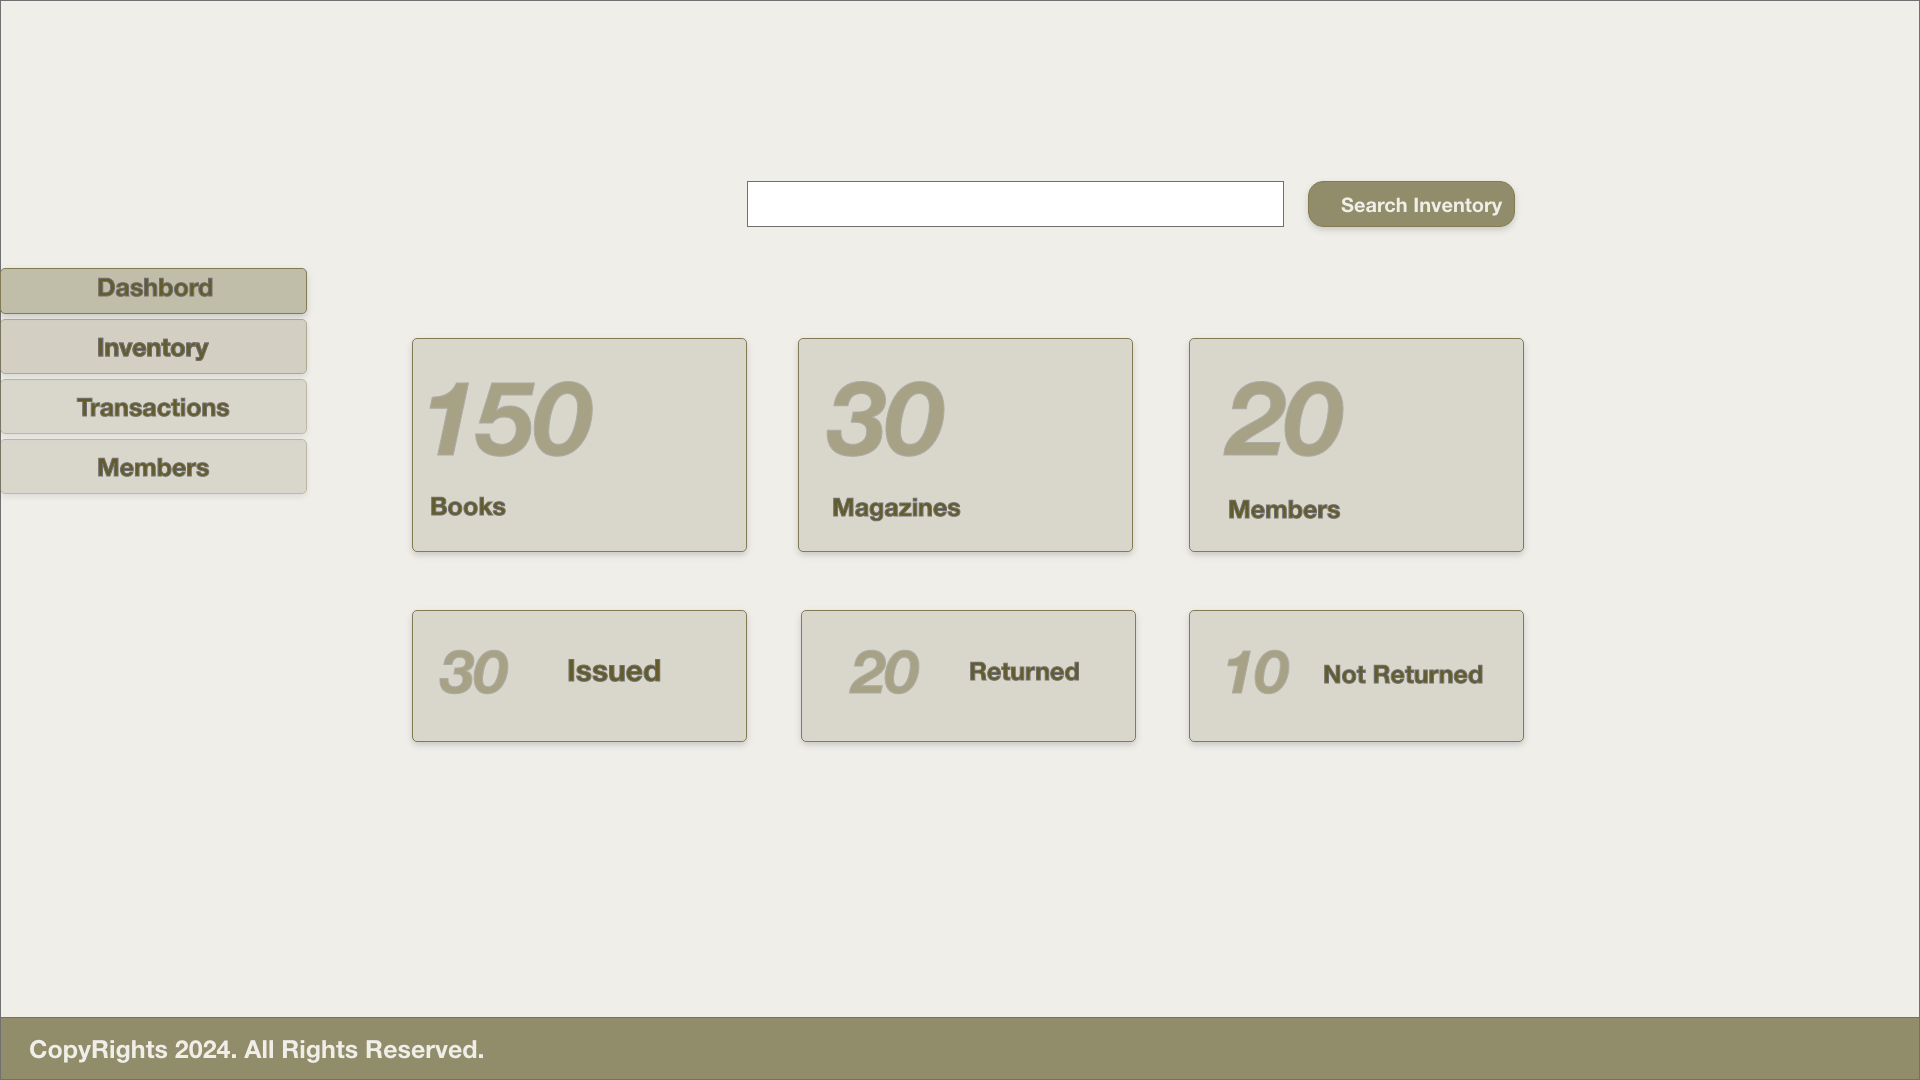 Search Inventory
Dashbord
Inventory
Transactions
Members
150
30
20
Books
Magazines
Members
30 Issued
20 Returned
10 Not Returned
CopyRights 2024. All Rights Reserved.